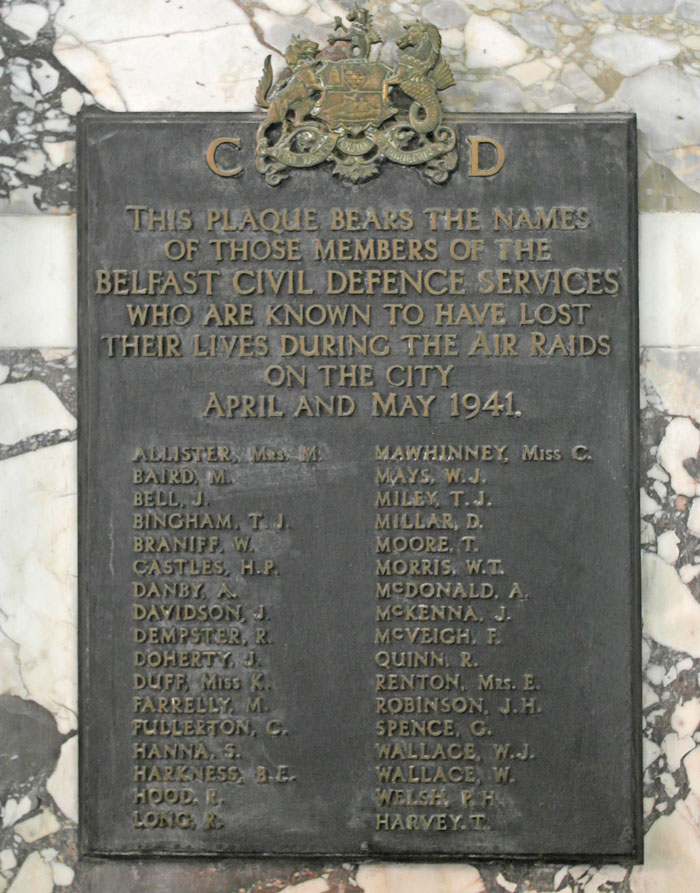 C D
THIS PLAQUE BEARS THE NAMES
OF THOSE MEMBERS OF THE
BELFAST CIVIL DEFENCE SERVICES
WHO ARE KNOWN TO HAVE LOST
THEIR LIVES DURING THE AIR RAIDS
ON THE CITY
APRIL AND MAY 1941.
ALLISTER, MRS. M.
BAIRD, M.
BELL, J.
BINGHAM, T. J.
BRANIFF, W.
CASTLES, H.P.
DANBY, A.
DAVIDSON, J.
DEMPSTER, R.
DOHERTY, J.
DUFF, MISS K.
FARRELLY, M.
FULLERTON, C.
HANNA, S.
HARKNESS, B.E.
HOOD, R.
LONG, R.
MAWHINNEY, MISS C.
MAYS, W.J.
MILEY, T.J.
MILLAR, D.
MOORE, T.
MORRIS, W.T.
MCDONALD, A.
MCKENNA, J.
MCVEIGH, F.
QUINN, R.
RENTON, MRS. E.
ROBINSON, J.H.
SPENCE, G.
WALLACE, W.J.
WALLACE, W.
WELSH, P. H.
HARVEY. T.